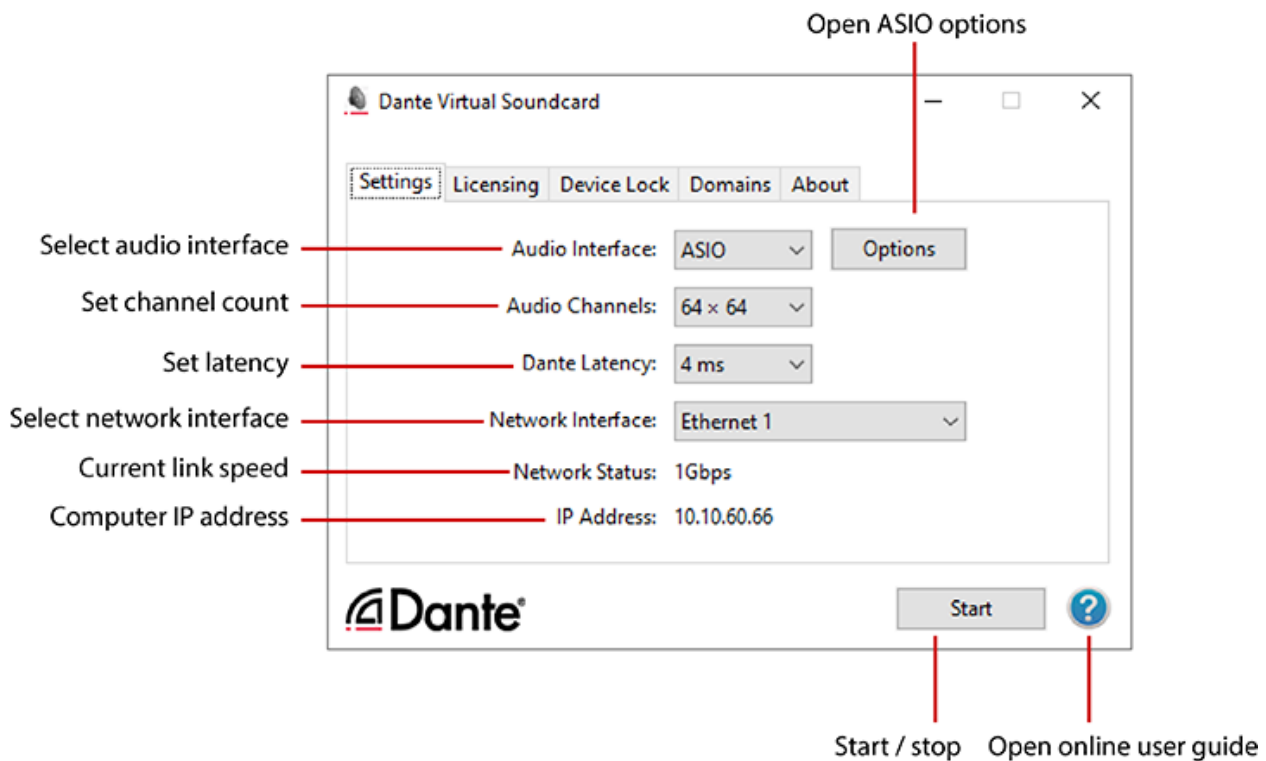 Open ASIO options
Dante Virtual Soundcard
Settings Licensing Device Lock Domains About
Select audio interface Audio Interface: ASIO Options
Set channel count Audio Channels: 64 × 64
Set latency Dante Latency: 4 ms
Select network interface Network Interface: Ethernet 1
Current link speed Network Status: 1Gbps
Computer IP address IP Address: 10.10.60.66
Dante® Start ?
Start / stop Open online user guide